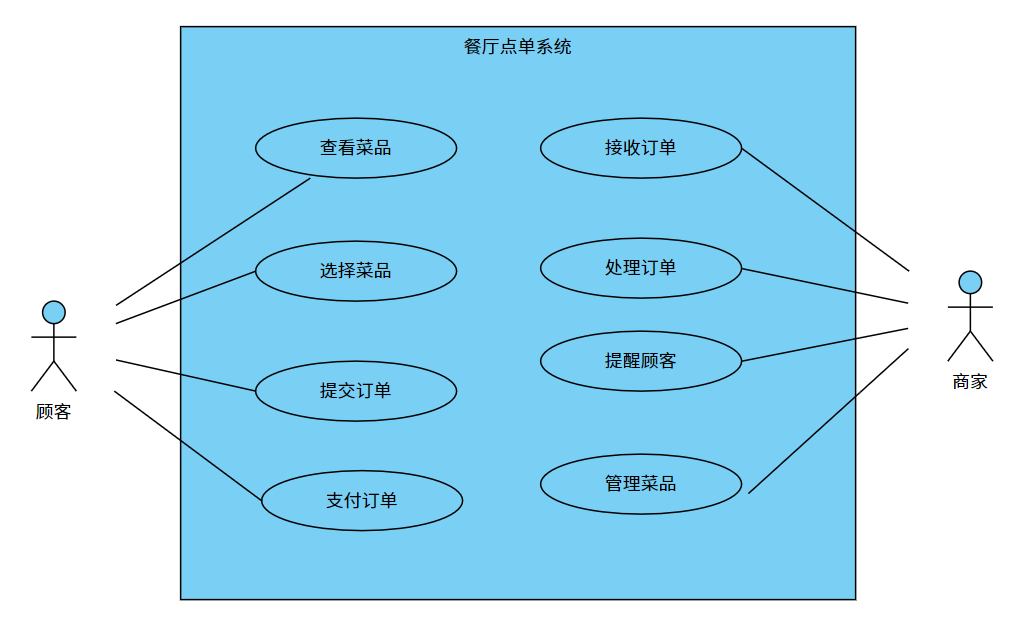 餐厅点单系统
查看菜品
接收订单
选择菜品
处理订单
提交订单
提醒顾客
支付订单
管理菜品
顾客
商家